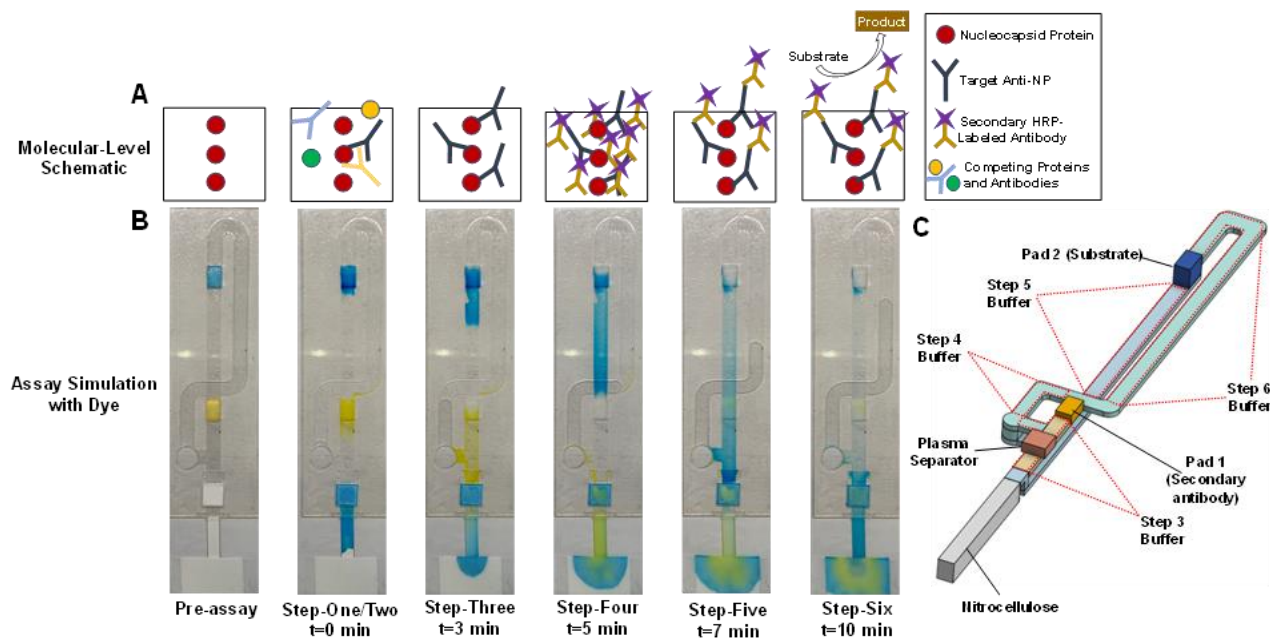 Product
Substrate
A
Molecular-Level
Schematic
Nucleocapsid Protein
Target Anti-NP
Secondary HRP-
Labeled Antibody
Competing Proteins
and Antibodies
B
Assay Simulation
with Dye
Pre-assay
Step-One/Two
t=0 min
Step-Three
t=3 min
Step-Four
t=5 min
Step-Five
t=7 min
Step-Six
t=10 min
C
Pad 2 (Substrate)
Step 5
Buffer
Step 4
Buffer
Step 6
Buffer
Plasma
Separator
Pad 1
(Secondary
antibody)
Step 3
Buffer
Nitrocellulose